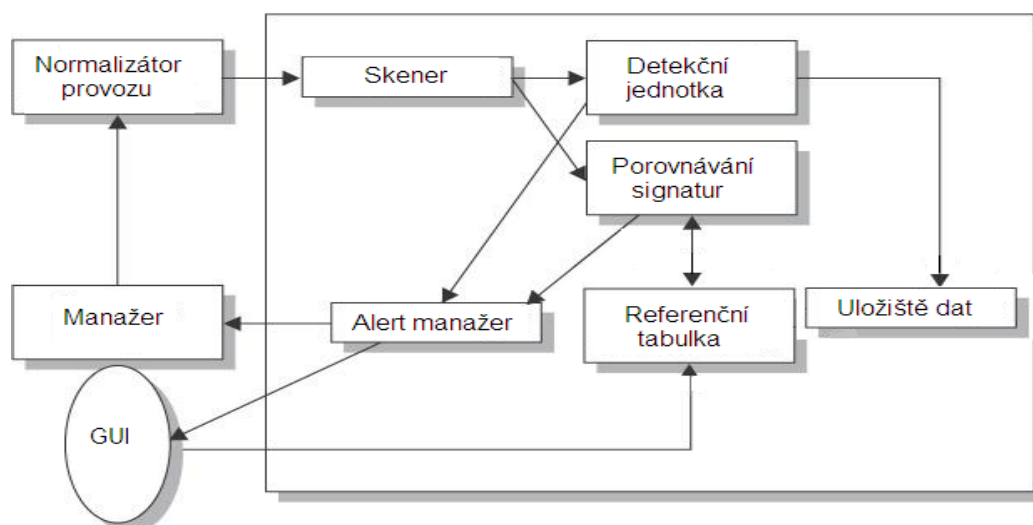 Normalizátor
provozu
Skener
Detekční
jednotka
Porovnávání
signatur
Manažer
Alert manažer
Referenční
tabulka
Uložiště dat
GUI